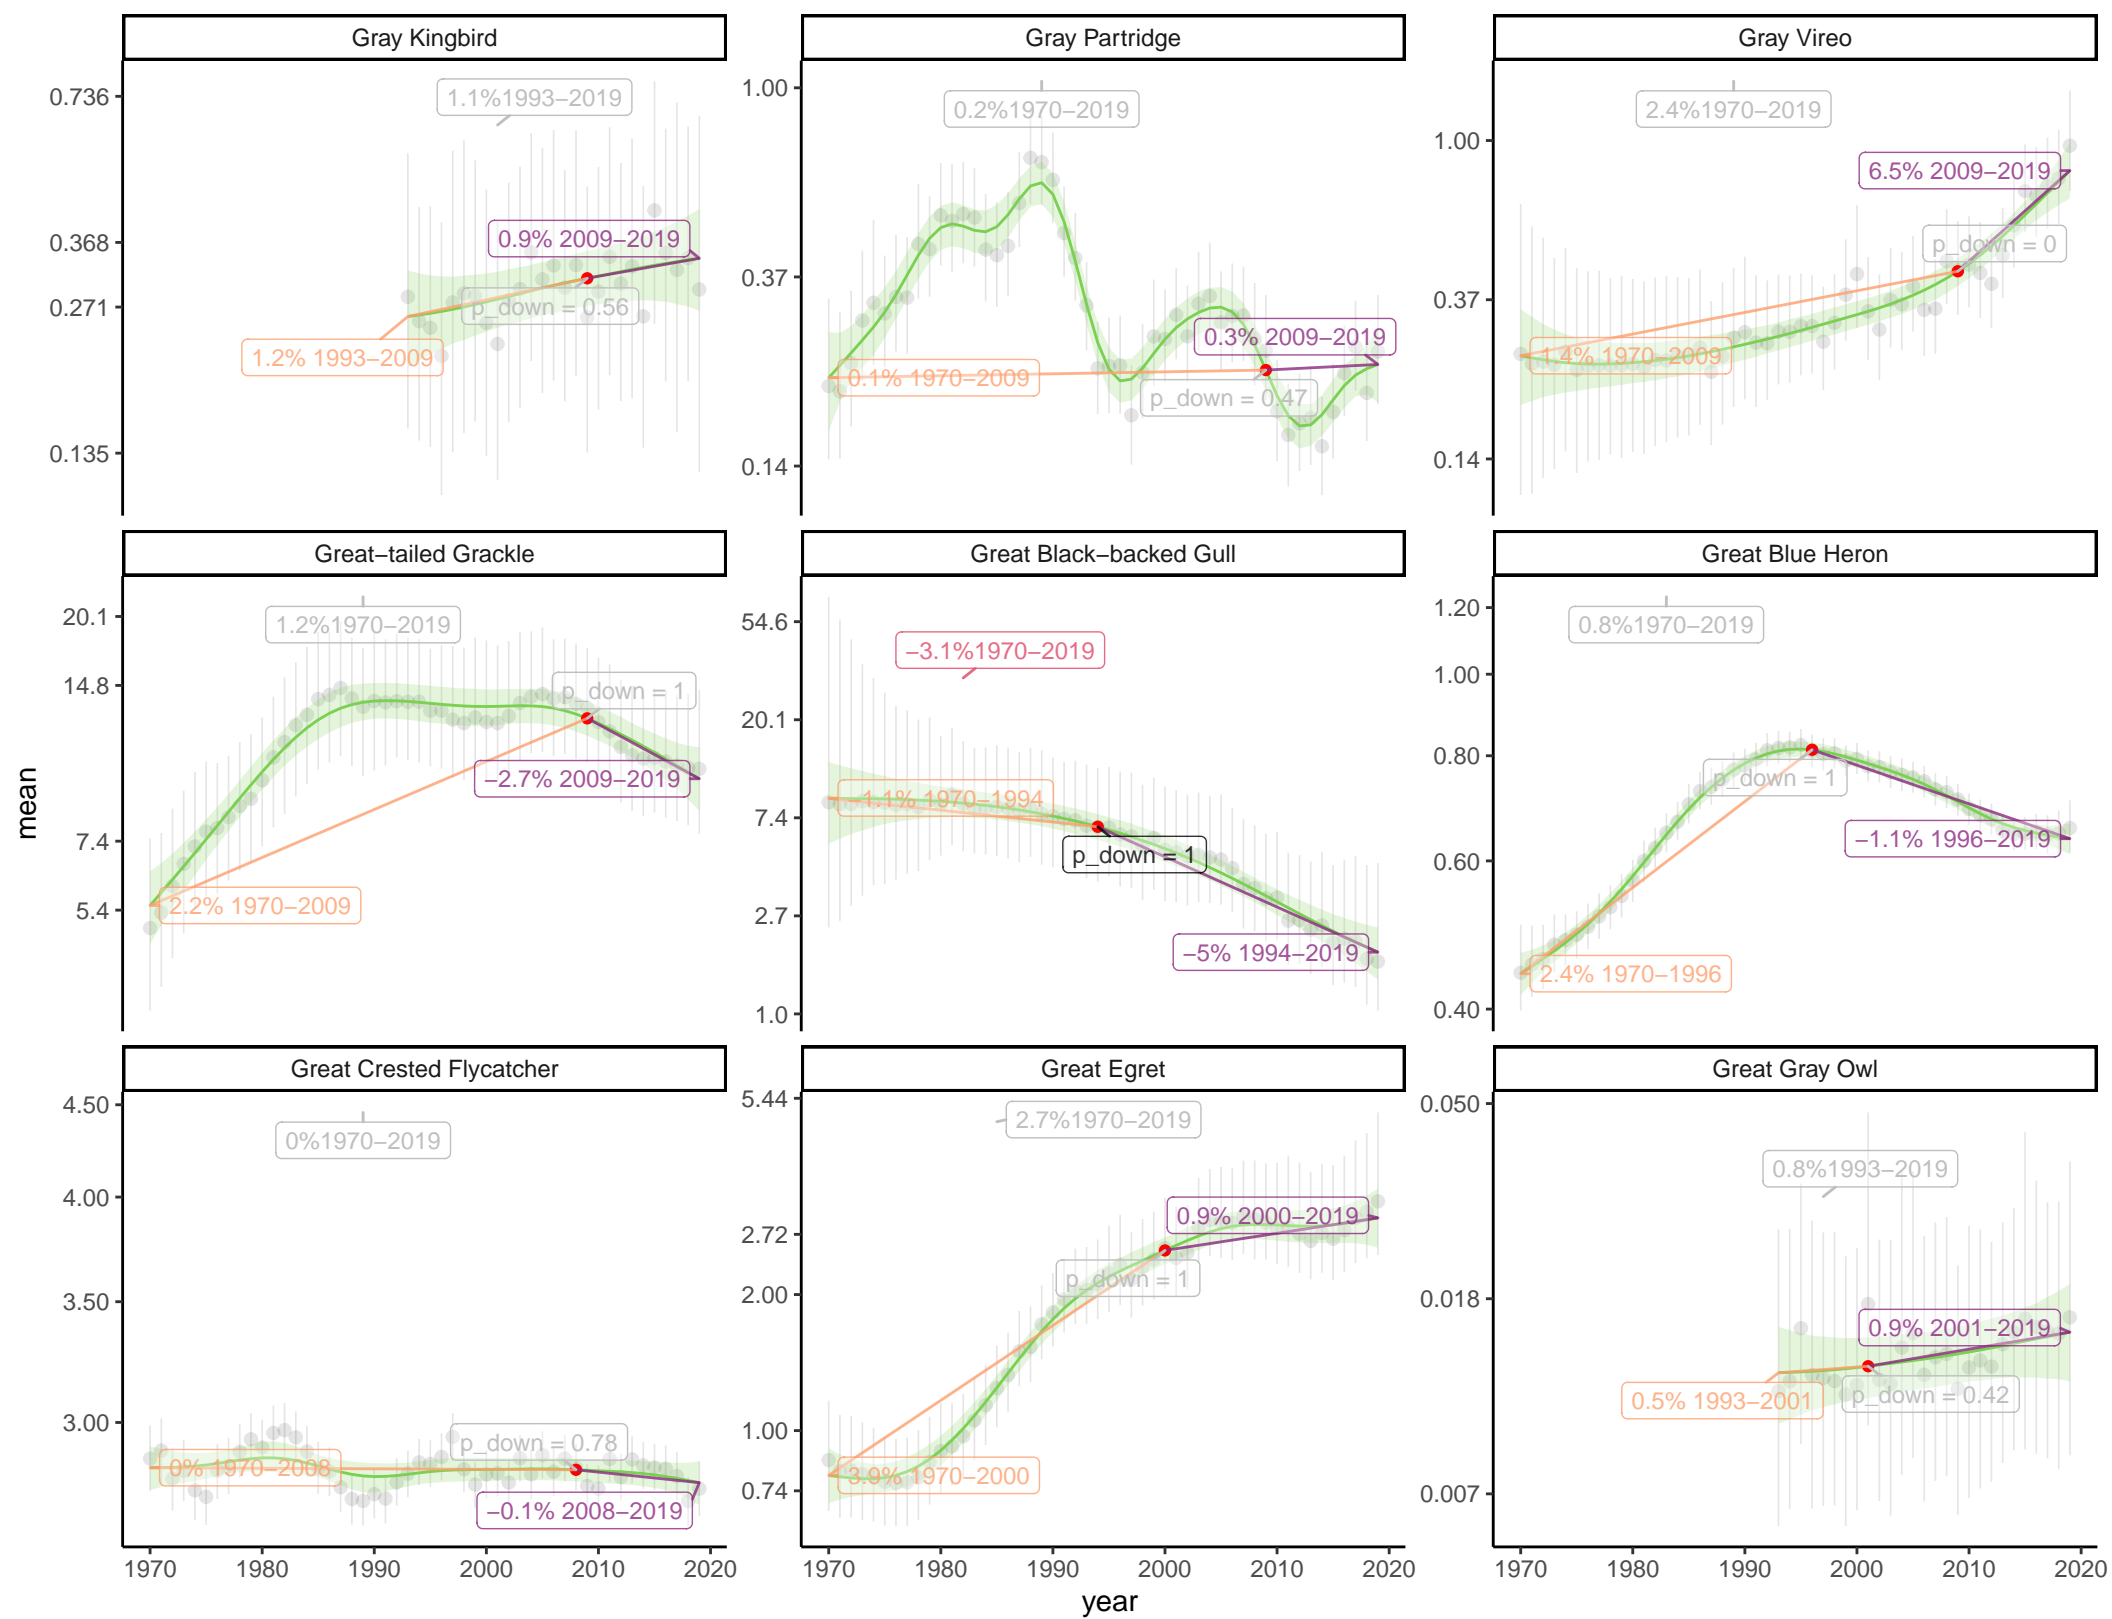 Gray Kingbird
0.736
0.368
0.271
0.135
1.1%1993−2019
0.9% 2009−2019
p_down = 0.56
1.2% 1993−2009
Gray Partridge
1.00
0.37
0.14
0.2%1970−2019
0.3% 2009−2019
0.1% 1970−2009
p_down = 0.47
Gray Vireo
1.00
0.37
0.14
2.4%1970−2019
6.5% 2009−2019
p_down = 0
1.4% 1970−2009
mean
Great−tailed Grackle
20.1
14.8
7.4
5.4
1.2%1970−2019
p_down = 1
−2.7% 2009−2019
2.2% 1970−2009
Great Black−backed Gull
54.6
20.1
7.4
2.7
1.0
−3.1%1970−2019
−1.1% 1970−1994
p_down = 1
−5% 1994−2019
Great Blue Heron
1.20
1.00
0.80
0.60
0.40
0.8%1970−2019
p_down = 1
−1.1% 1996−2019
2.4% 1970−1996
Great Crested Flycatcher
4.50
4.00
3.50
3.00
0%1970−2019
p_down = 0.78
0% 1970−2008
−0.1% 2008−2019
1970 1980 1990 2000 2010 2020
Great Egret
5.44
2.72
2.00
1.00
0.74
2.7%1970−2019
0.9% 2000−2019
p_down = 1
3.9% 1970−2000
1970 1980 1990 2000 2010 2020
Great Gray Owl
0.050
0.018
0.007
0.8%1993−2019
0.9% 2001−2019
0.5% 1993−2001
p_down = 0.42
1970 1980 1990 2000 2010 2020
year